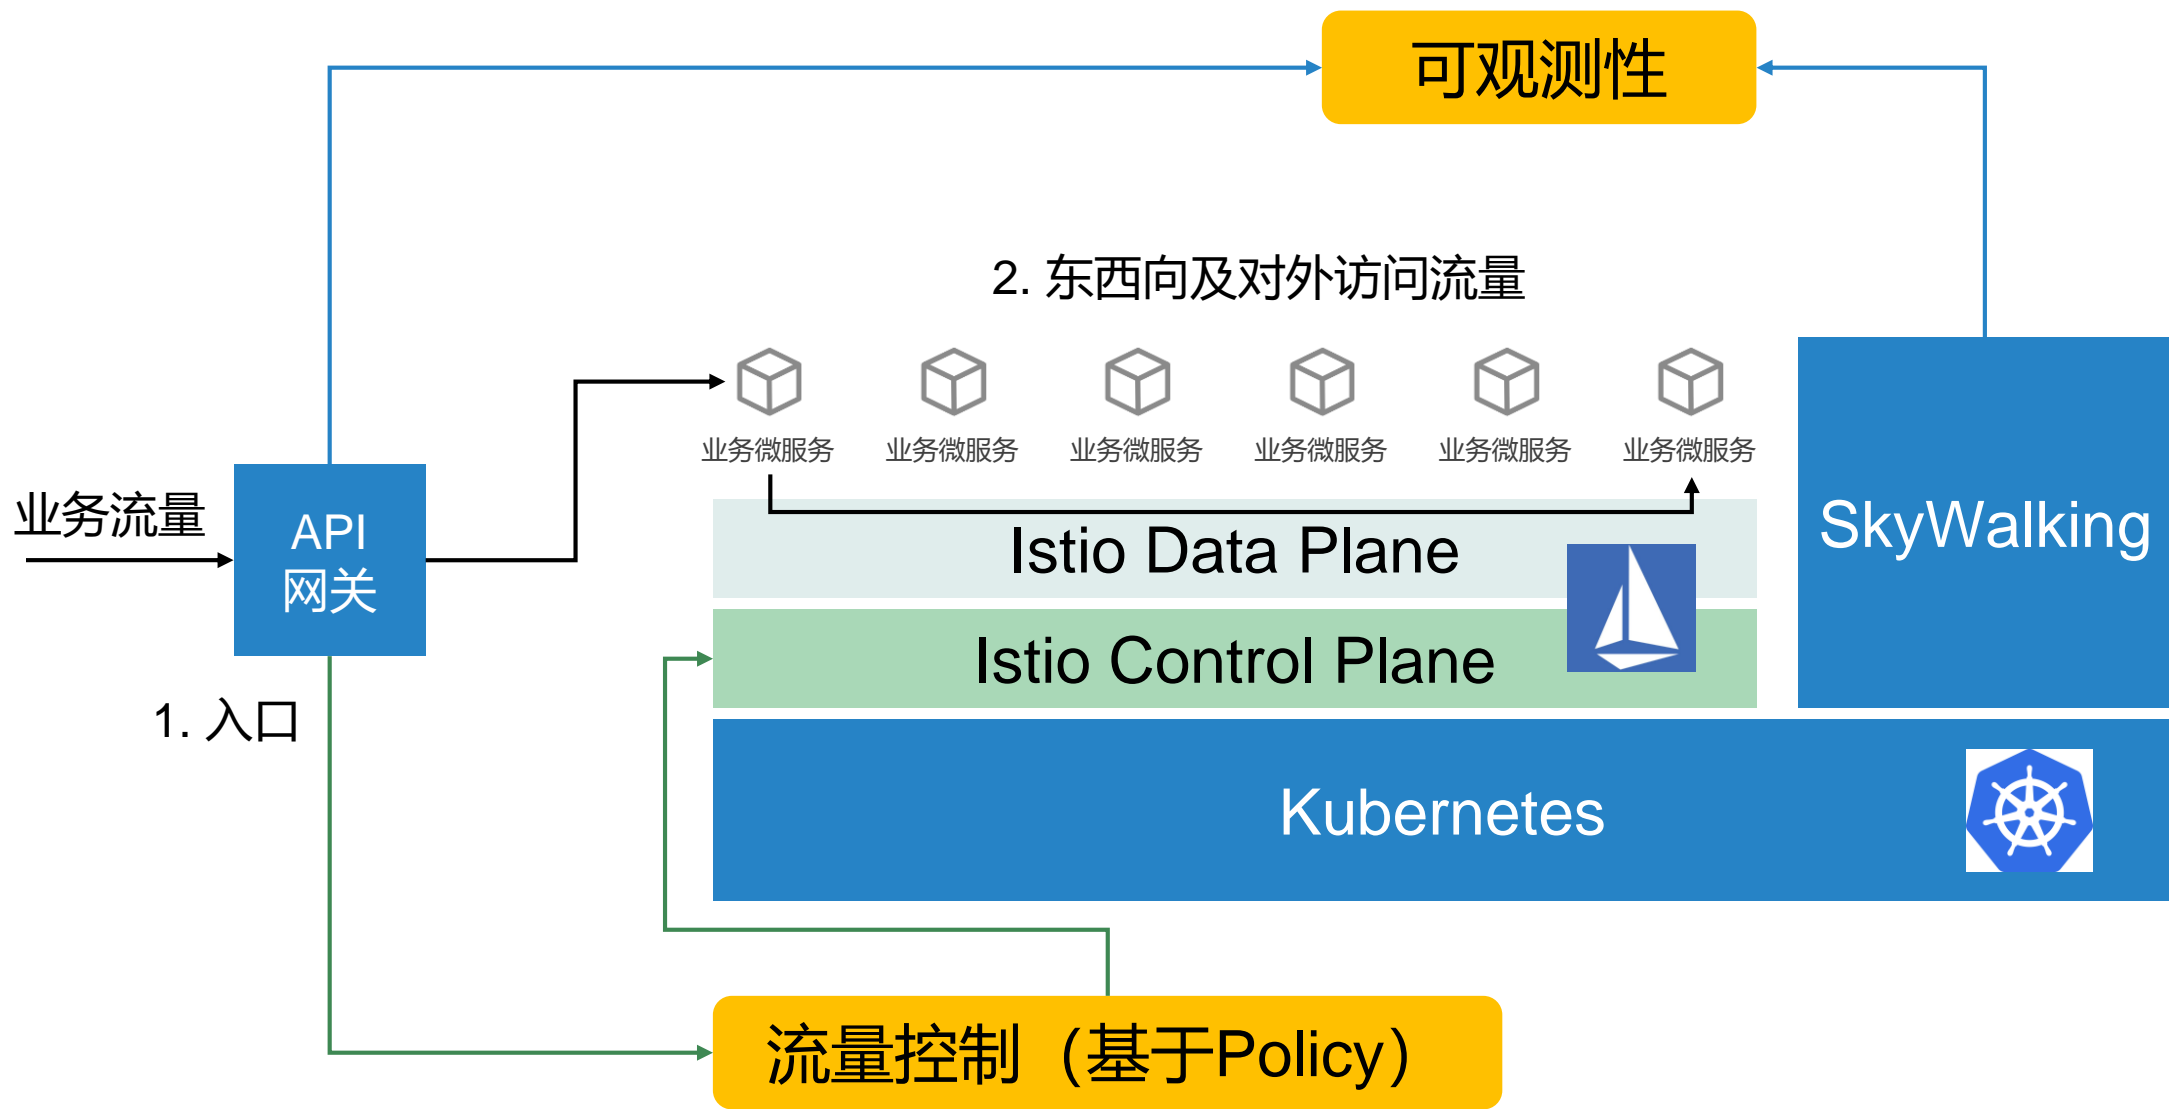 可观测性
2. 东西向及对外访问流量
业务微服务
业务微服务
业务微服务
业务微服务
业务微服务
业务微服务
业务流量
API
网关
1. 入口
Istio Data Plane
Istio Control Plane
SkyWalking
Kubernetes
流量控制（基于Policy）